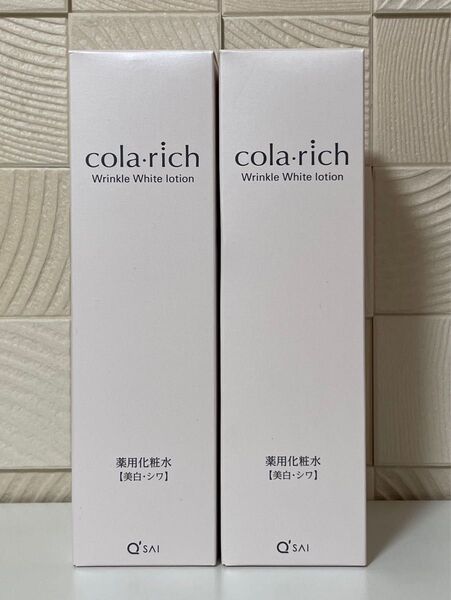 cola・rich
Wrinkle White lotion
薬用化粧水
【美白・シワ】
Q'SAI
cola・rich
Wrinkle White lotion
薬用化粧水
【美白・シワ】
Q'SAI